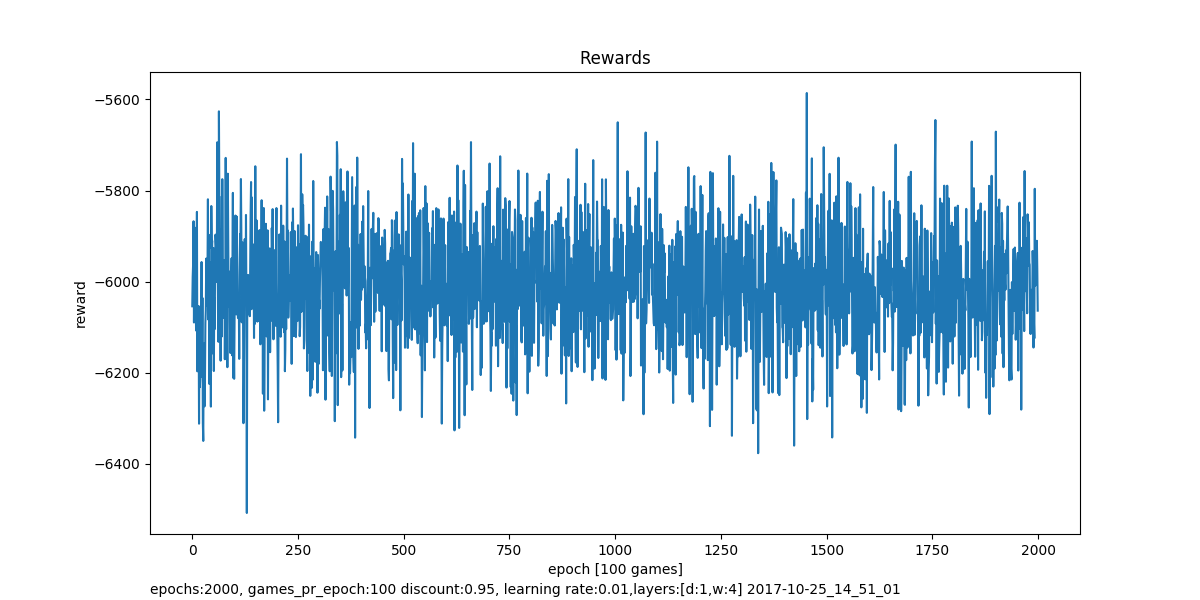 Rewards
−5600
−5800
−6000
−6200
−6400
reward
0 250 500 750 1000 1250 1500 1750 2000
epoch [100 games]
epochs:2000, games_pr_epoch:100 discount:0.95, learning rate:0.01,layers:[d:1,w:4] 2017-10-25_14_51_01